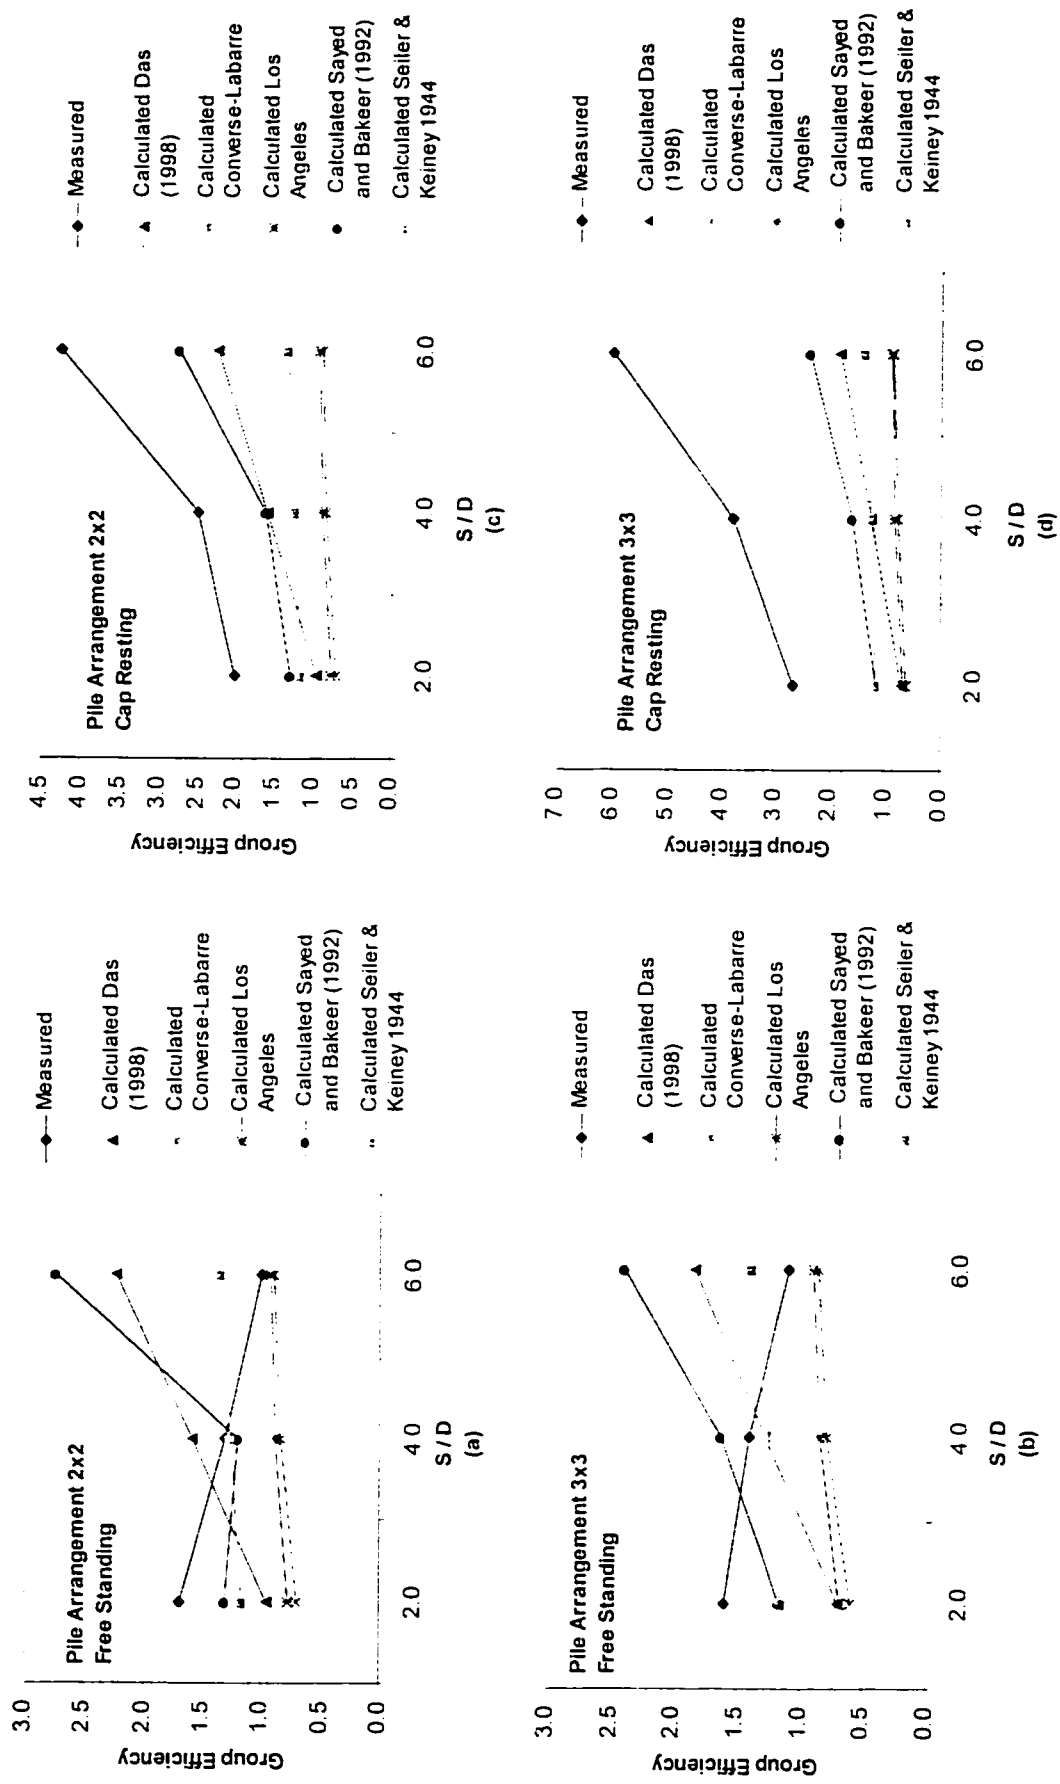 Pile Arrangement 2x2
Free Standing
Group Efficiency
3.0
2.5
2.0
1.5
1.0
0.5
0.0
2.0
4.0
6.0
S / D
(a)
Measured
Calculated Das
(1998)
Calculated
Converse-Labarre
Calculated Los
Angeles
Calculated Sayed
and Bakeer (1992)
Calculated Seiler &
Keiney 1944
Pile Arrangement 2x2
Cap Resting
Group Efficiency
4.5
4.0
3.5
3.0
2.5
2.0
1.5
1.0
0.5
0.0
2.0
4.0
6.0
S / D
(c)
Measured
Calculated Das
(1998)
Calculated
Converse-Labarre
Calculated Los
Angeles
Calculated Sayed
and Bakeer (1992)
Calculated Seiler &
Keiney 1944
Pile Arrangement 3x3
Free Standing
Group Efficiency
3.0
2.5
2.0
1.5
1.0
0.5
0.0
2.0
4.0
6.0
S / D
(b)
Measured
Calculated Das
(1998)
Calculated
Converse-Labarre
Calculated Los
Angeles
Calculated Sayed
and Bakeer (1992)
Calculated Seiler &
Keiney 1944
Pile Arrangement 3x3
Cap Resting
Group Efficiency
7.0
6.0
5.0
4.0
3.0
2.0
1.0
0.0
2.0
4.0
6.0
S / D
(d)
Measured
Calculated Das
(1998)
Calculated
Converse-Labarre
Calculated Los
Angeles
Calculated Sayed
and Bakeer (1992)
Calculated Seiler &
Keiney 1944